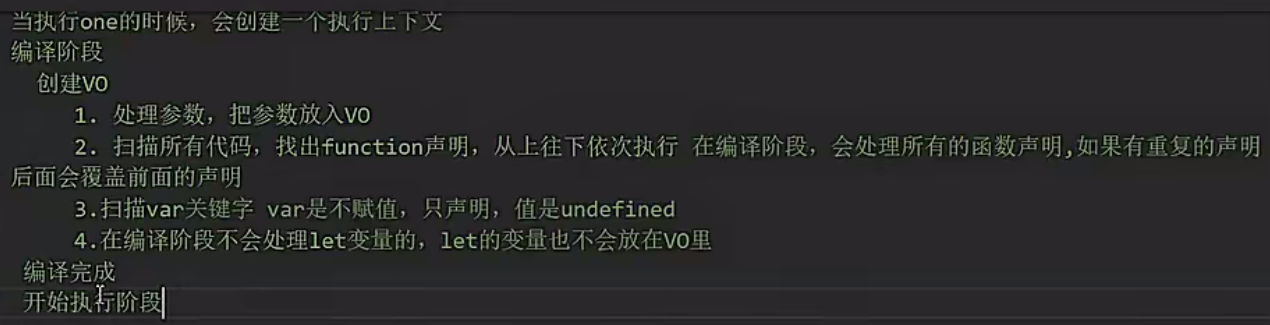 当执行one的时候，会创建一个执行上下文
编译阶段
创建VO
1. 处理参数，把参数放入VO
2. 扫描所有代码，找出function声明，从上往下依次执行 在编译阶段，会处理所有的函数声明,如果有重复的声明
后面会覆盖前面的声明
3.扫描var关键字 var是不赋值，只声明，值是undefined
4.在编译阶段不会处理let变量的，let的变量也不会放在VO里
编译完成
开始执行阶段